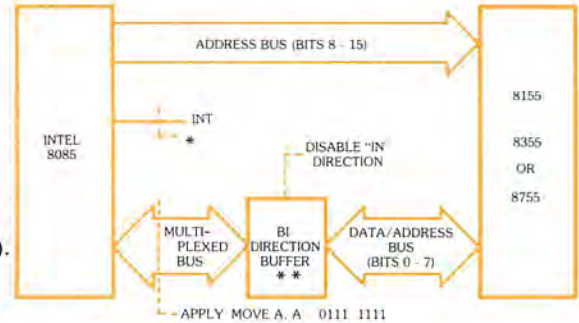 ADDRESS BUS (BITS 8 - 15)
INT
*
INTEL
8085
DISABLE "IN"
DIRECTION
8155
8355
OR
8755
MULTI-
PLEXED
BUS
BI
DIRECTION
BUFFER
* *
DATA/ADDRESS
BUS
(BITS 0 - 7)
).
APPLY MOVE A, A 0111 1111